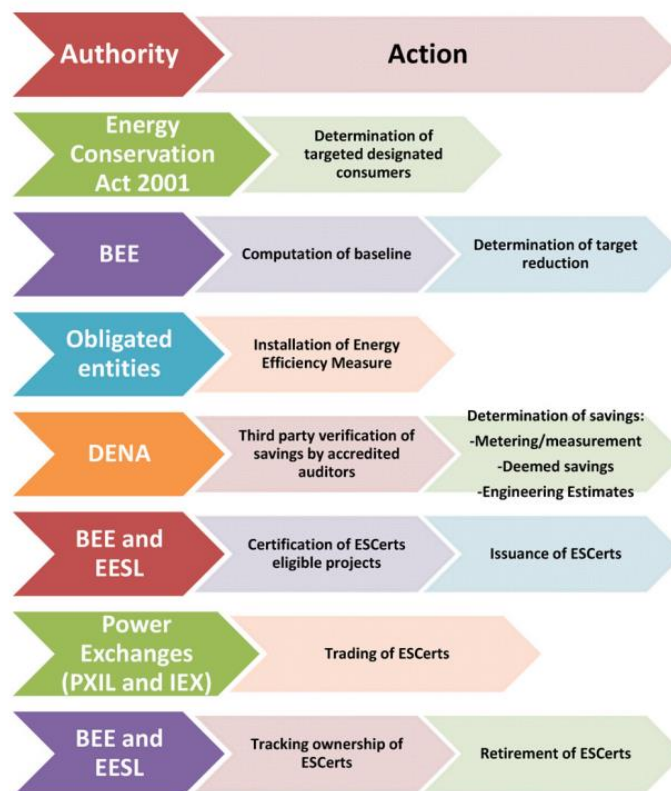 Authority
Action
Energy
Conservation
Act 2001
Determination of
targeted designated
consumers
BEE
Computation of baseline
Determination of target
reduction
Obligated
entities
Installation of Energy
Efficiency Measure
DENA
Third party verification of
savings by accredited
auditors
Determination of savings:
-Metering/measurement
-Deemed savings
-Engineering Estimates
BEE and
EESL
Certification of ESCerts
eligible projects
Issuance of ESCerts
Power
Exchanges
(PXIL and IEX)
Trading of ESCerts
BEE and
EESL
Tracking ownership of
ESCerts
Retirement of ESCerts